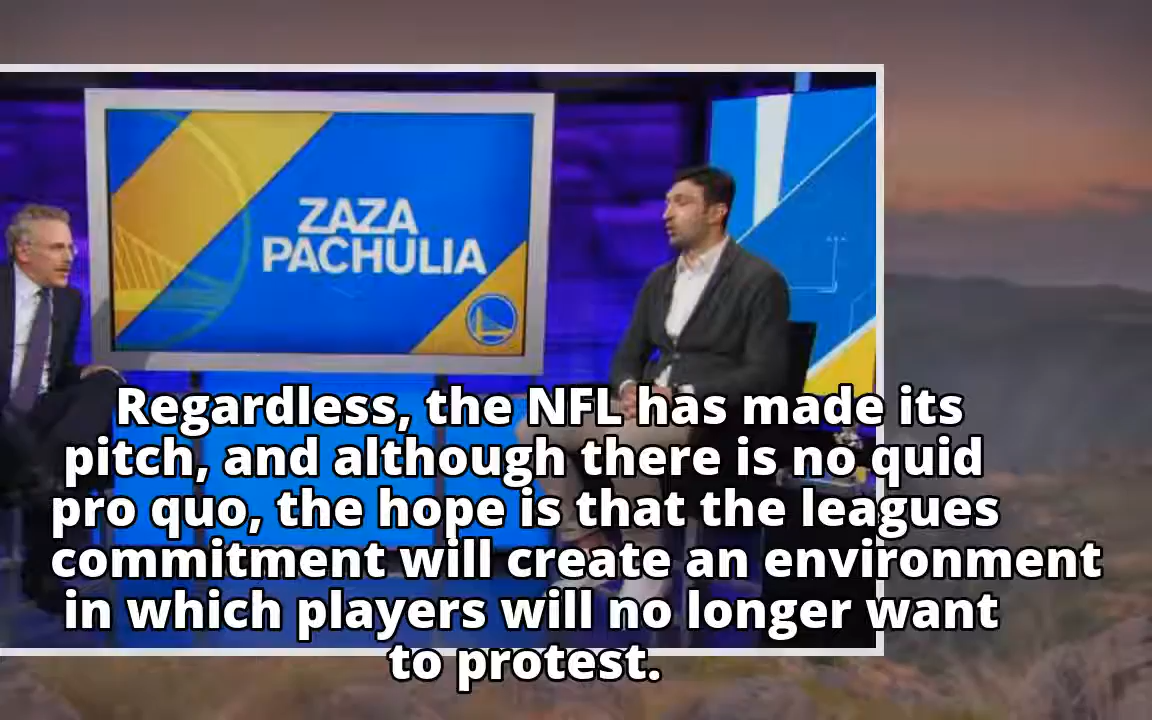 ZAZA
PACHULIA
Regardless, the NFL has made its
pitch, and although there is no quid
pro quo, the hope is that the leagues
commitment will create an environment
in which players will no longer want
to protest.